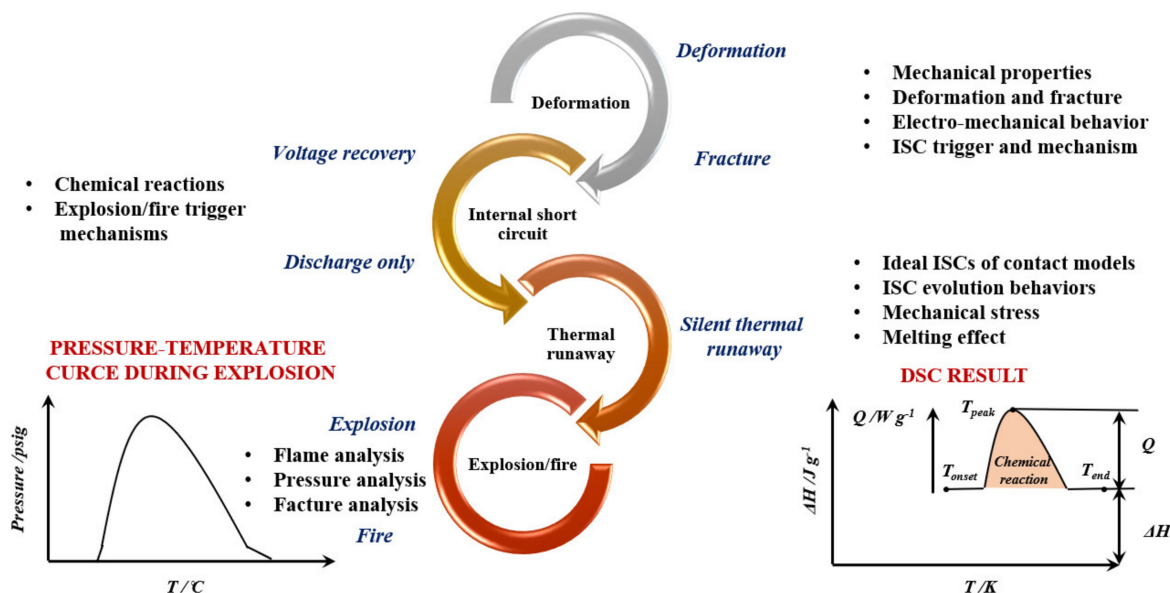 Deformation
Deformation
Fracture
• Mechanical properties
• Deformation and fracture
• Electro-mechanical behavior
• ISC trigger and mechanism
Voltage recovery
Internal short
circuit
Discharge only
• Chemical reactions
• Explosion/fire trigger
mechanisms
Thermal
runaway
Silent thermal
runaway
• Ideal ISCs of contact models
• ISC evolution behaviors
• Mechanical stress
• Melting effect
PRESSURE-TEMPERATURE
CURCE DURING EXPLOSION
Pressure /psig
T /℃
Explosion
• Flame analysis
• Pressure analysis
• Facture analysis
Fire
Explosion/fire
DSC RESULT
ΔH /J g⁻¹
Q /W g⁻¹
T_peak
T_onset
Chemical
reaction
T_end
Q
ΔH
T /K